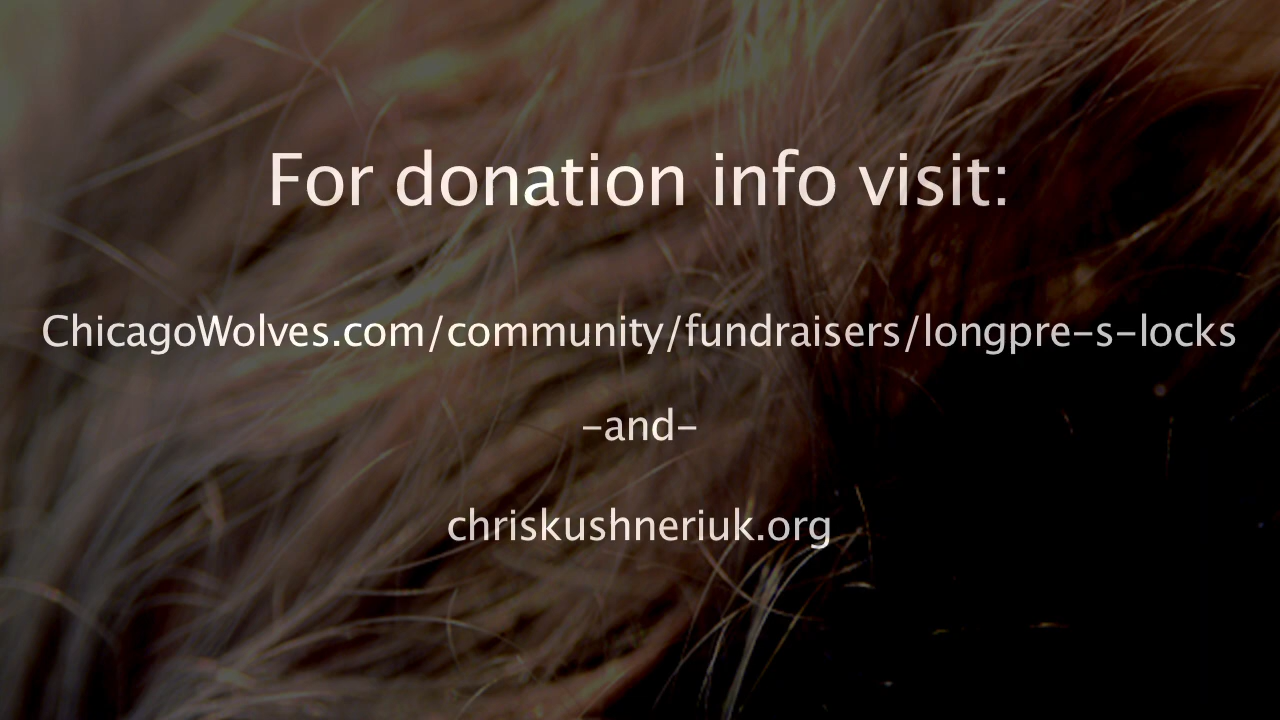 For donation info visit:
ChicagoWolves.com/community/fundraisers/longpre-s-locks
-and-
chriskushneriuk.org